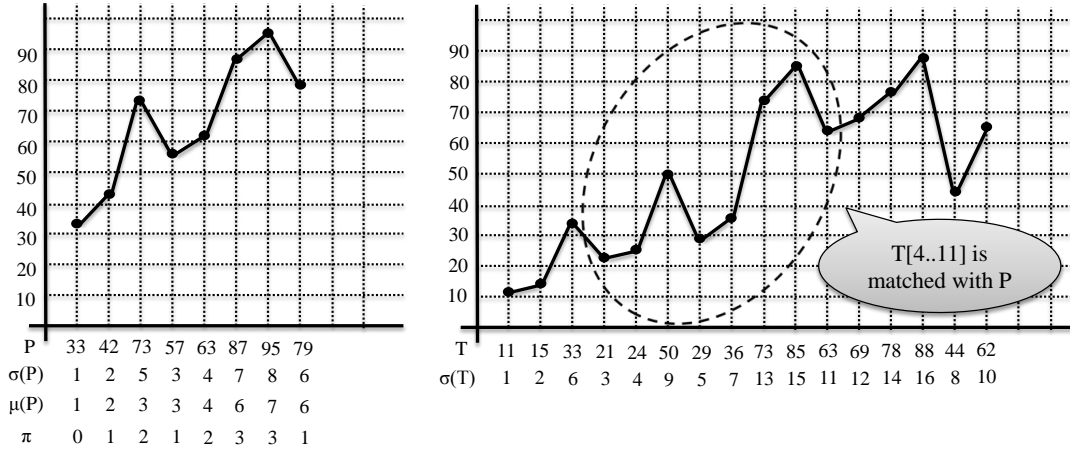 90
80
70
60
50
40
30
20
10
P 33 42 73 57 63 87 95 79
σ(P) 1 2 5 3 4 7 8 6
μ(P) 1 2 3 3 4 6 7 6
π 0 1 2 1 2 3 3 1
90
80
70
60
50
40
30
20
10
T[4..11] is
matched with P
T 11 15 33 21 24 50 29 36 73 85 63 69 78 88 44 62
σ(T) 1 2 6 3 4 9 5 7 13 15 11 12 14 16 8 10